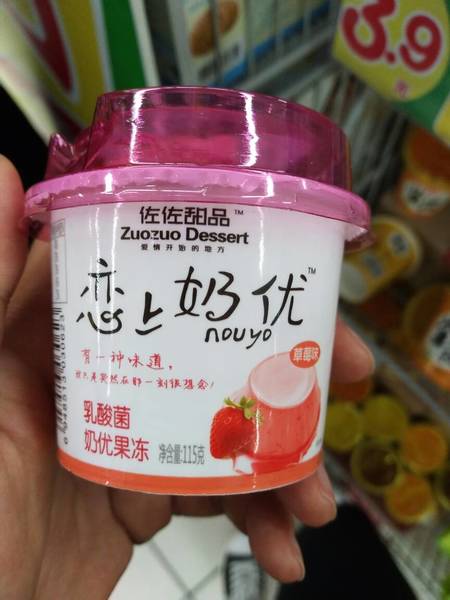 3.9
元
佐佐甜品™
Zuozuo Dessert
爱情开始的地方
恋上奶优™
nouyo
草莓味
有一种味道,
乳酸菌
奶优果冻
净含量:115克